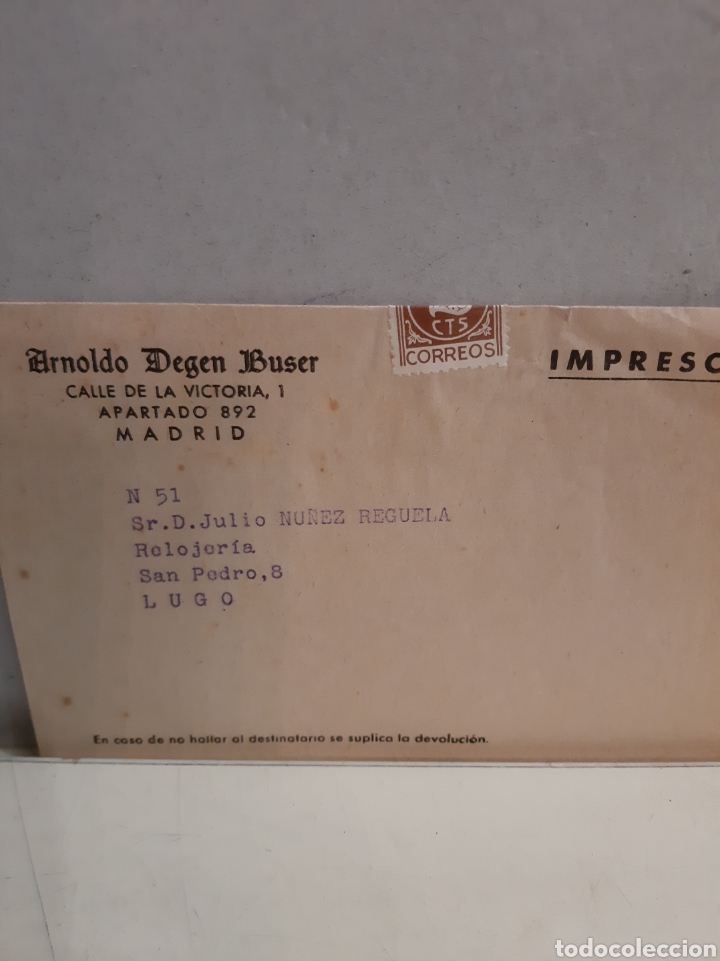 CTS
CORREOS
Arnoldo Degen Buser
CALLE DE LA VICTORIA, 1
APARTADO 892
MADRID
IMPRESO
N 51
Sr.D.Julio NUÑEZ REGUELA
Relojería
San Pedro,8
LUGO
En caso de no hallar al destinatario se suplica la devolución.
todocoleccion